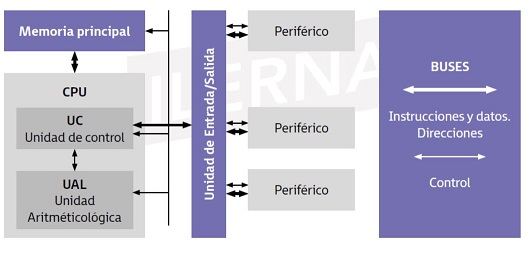 Memoria principal
CPU
UC
Unidad de control
UAL
Unidad
Aritméticológica
Unidad de Entrada/Salida
Periférico
Periférico
Periférico
BUSES
Instrucciones y datos.
Direcciones
Control
ILERNA